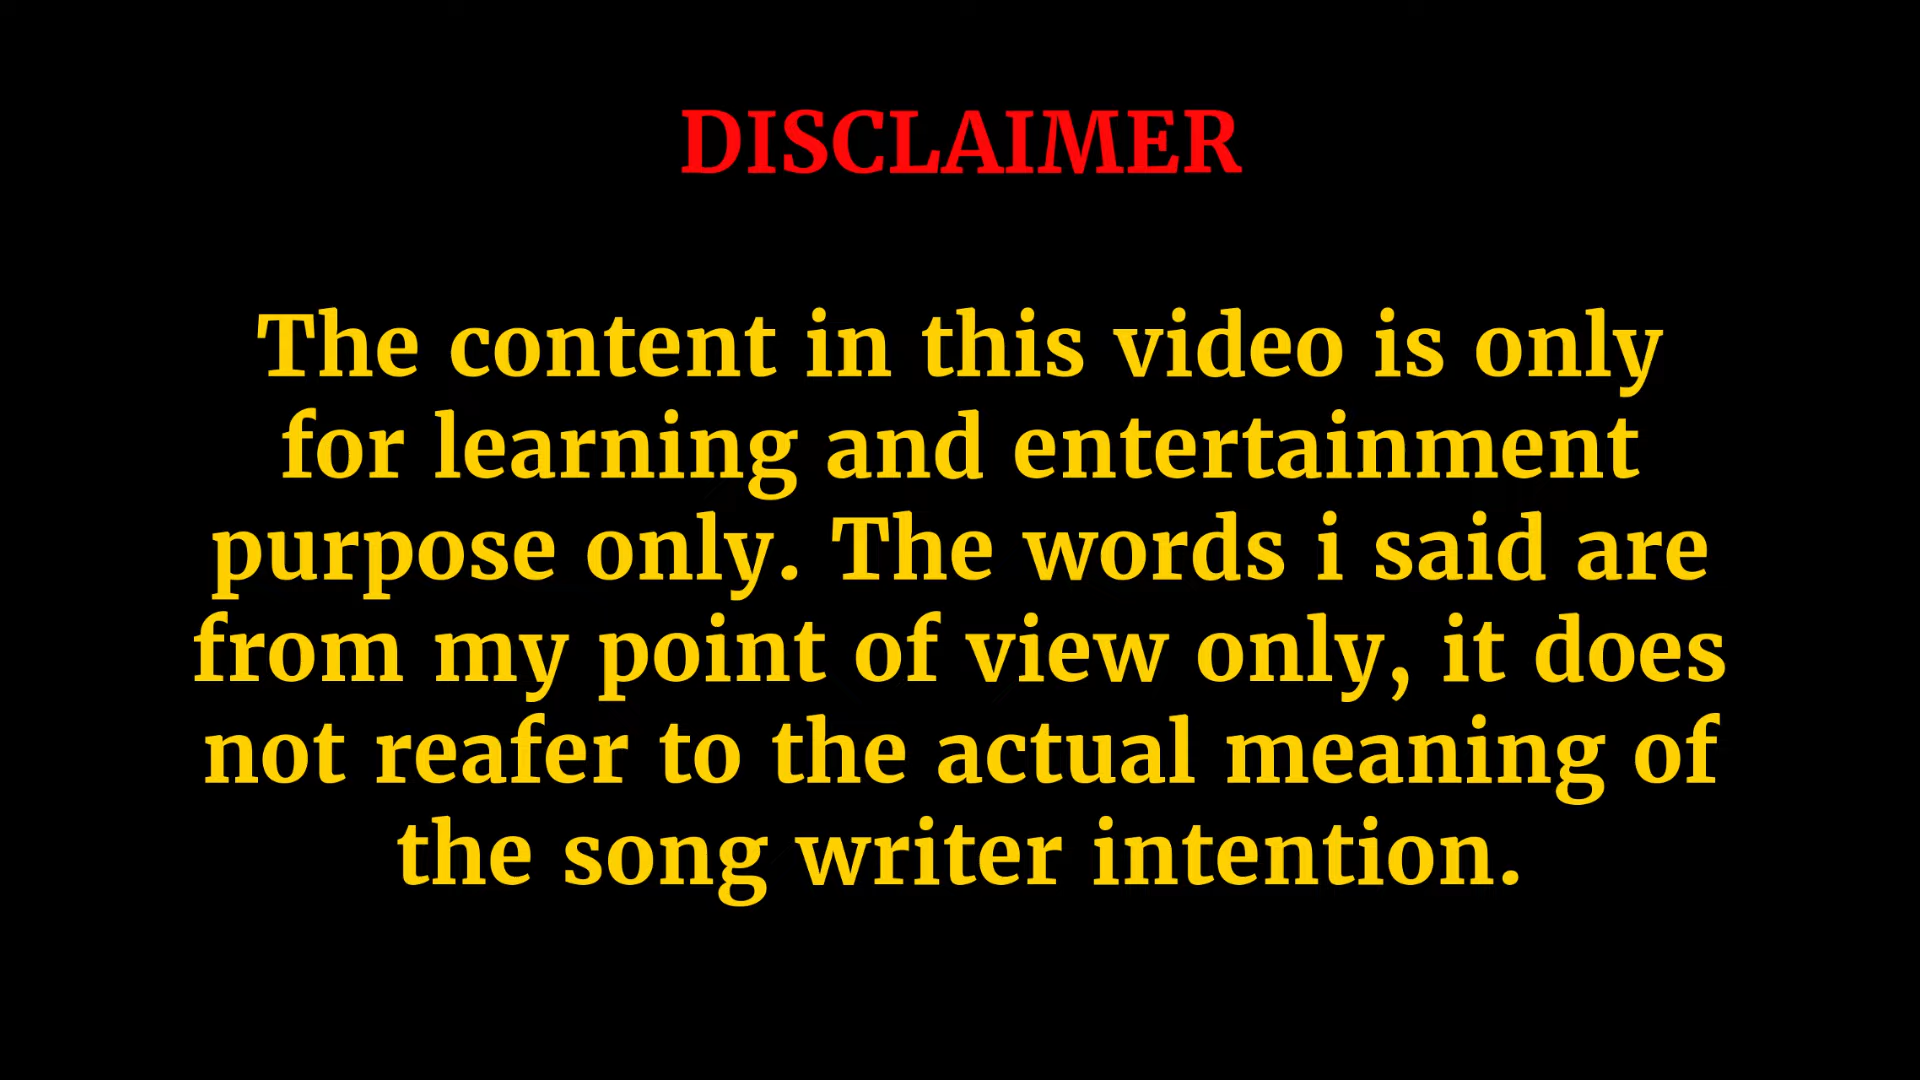 DISCLAIMER
The content in this video is only
for learning and entertainment
purpose only. The words i said are
from my point of view only, it does
not reafer to the actual meaning of
the song writer intention.